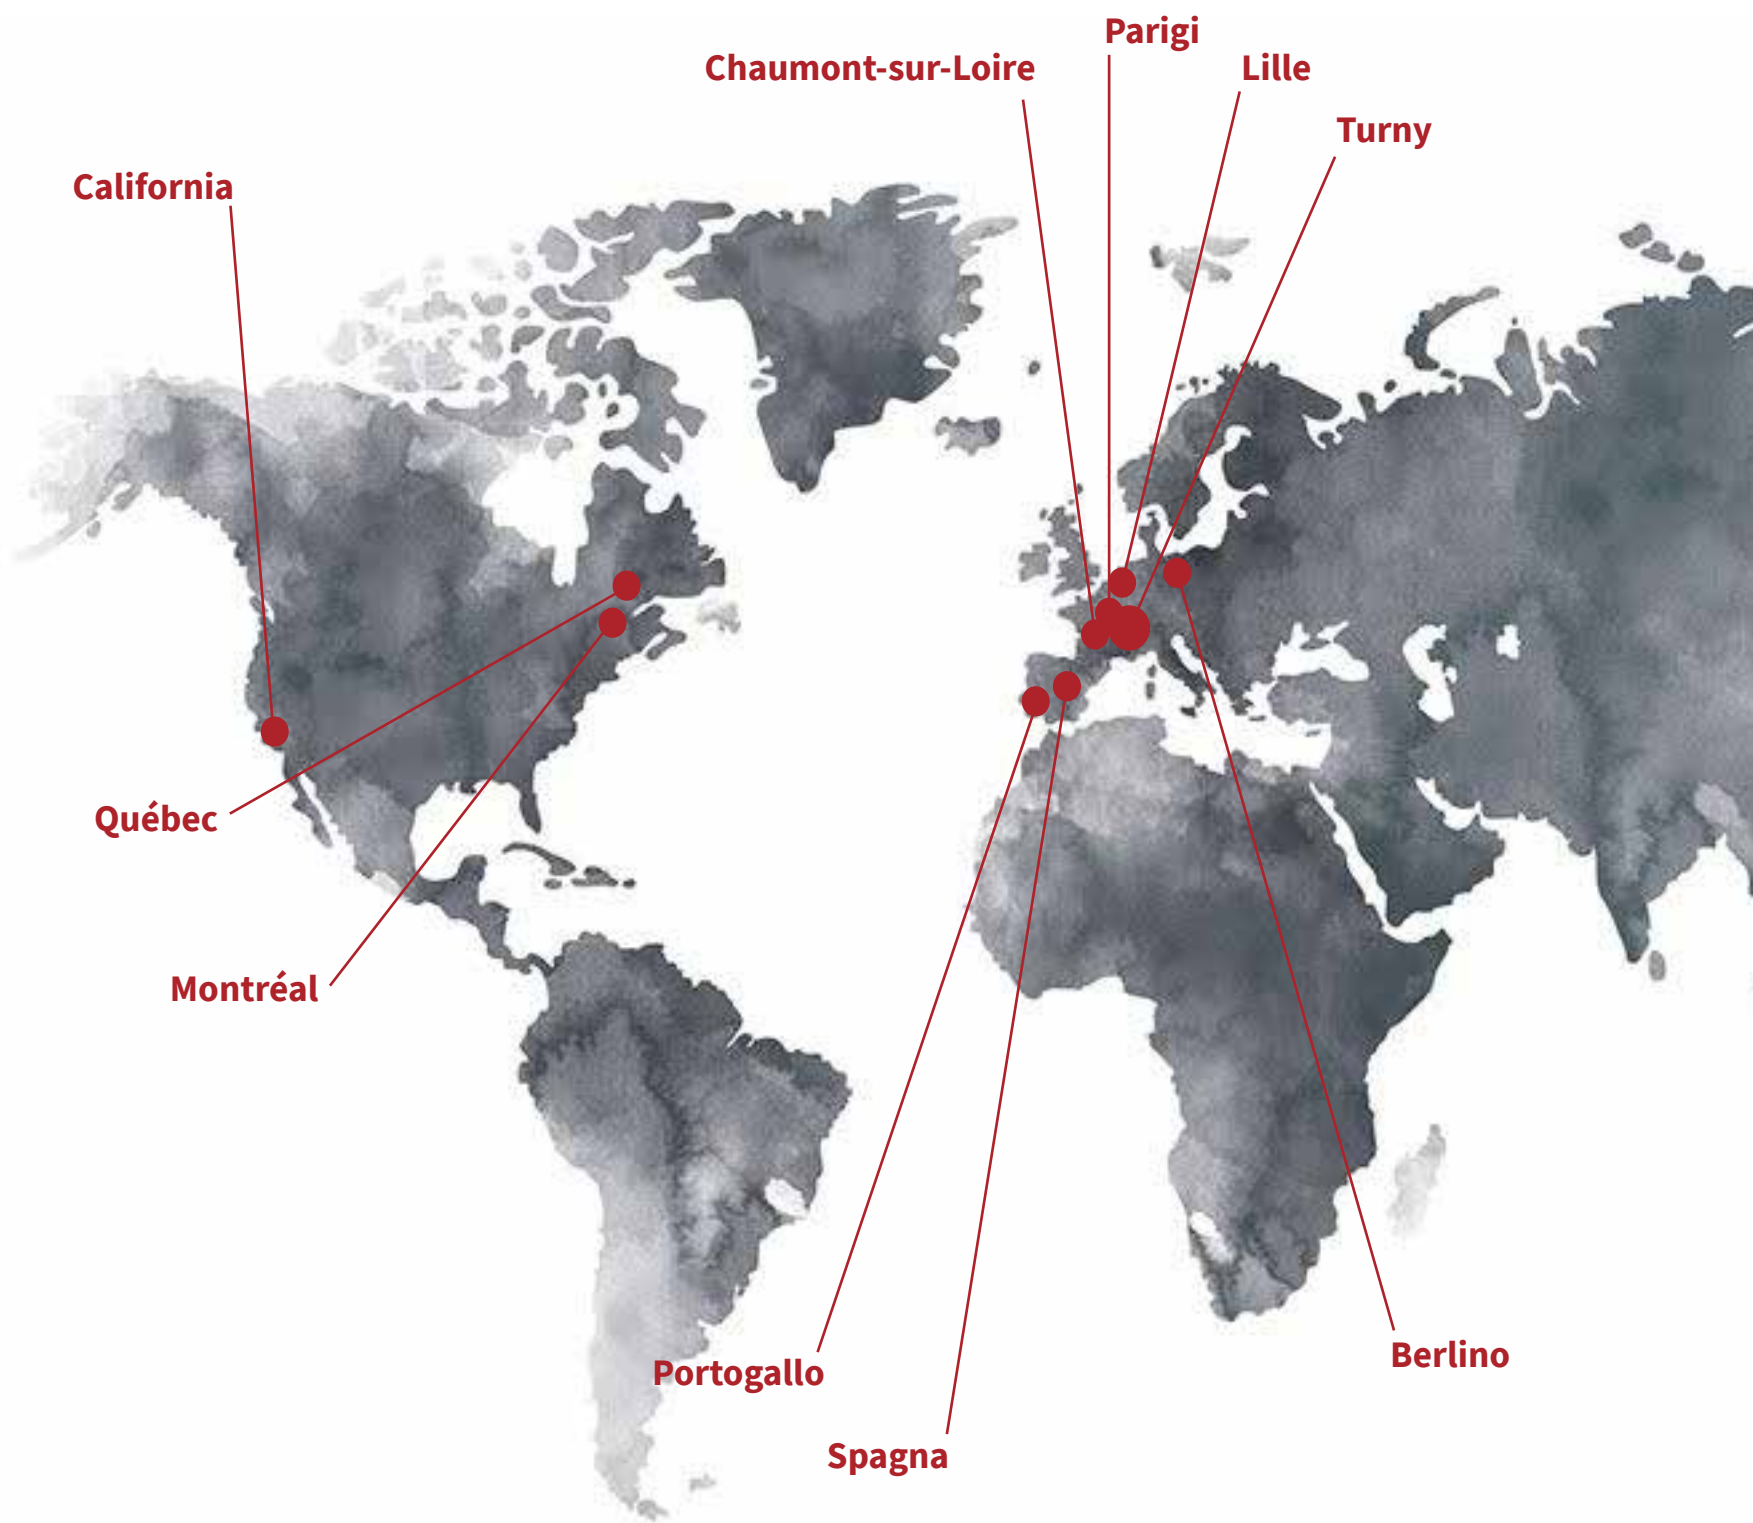 Parigi
Chaumont-sur-Loire
Lille
Turny
California
Québec
Montréal
Portogallo
Berlino
Spagna